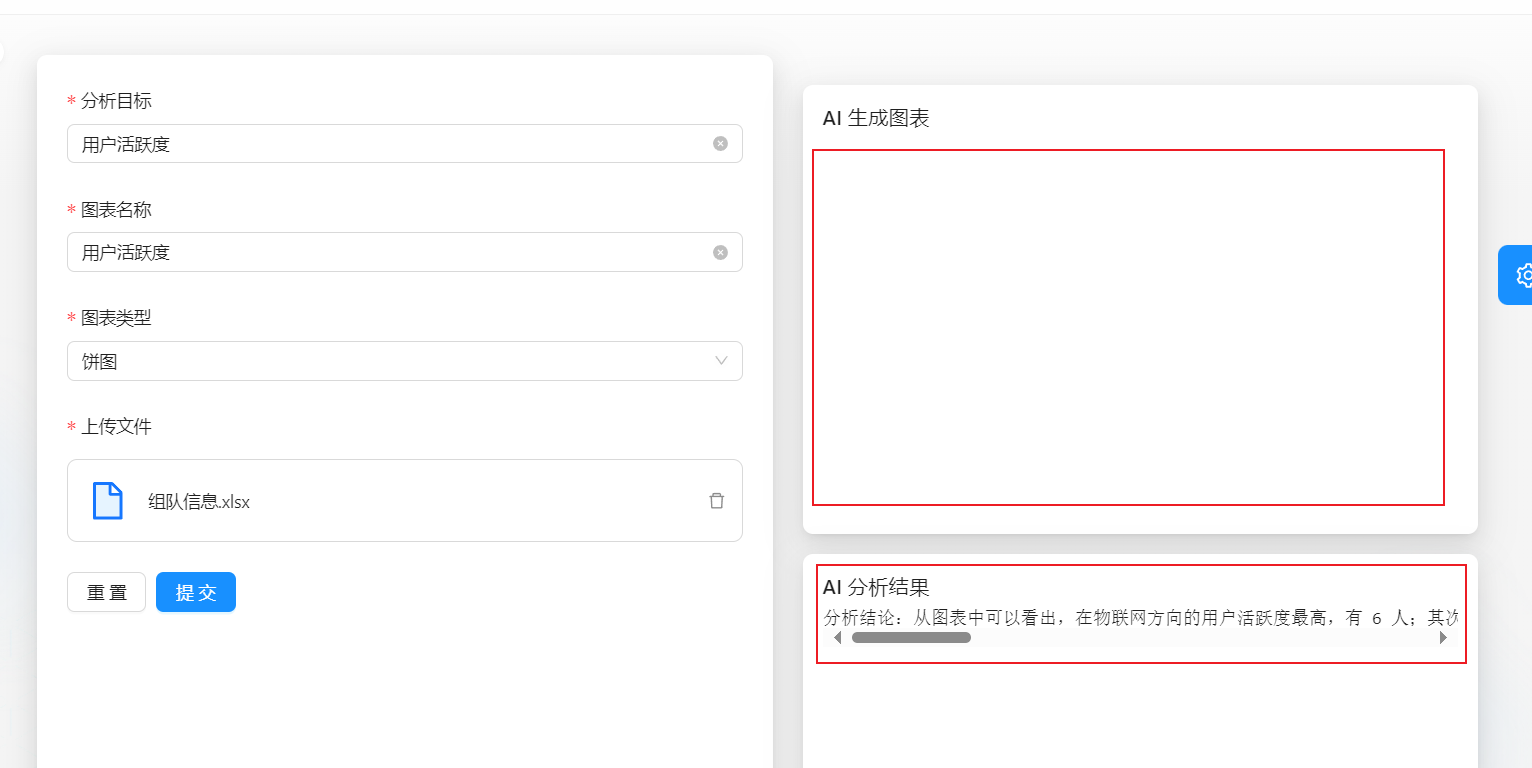 * 分析目标
用户活跃度
* 图表名称
用户活跃度
* 图表类型
饼图
* 上传文件
组队信息.xlsx
重 置
提 交
AI 生成图表
AI 分析结果
分析结论：从图表中可以看出，在物联网方向的用户活跃度最高，有 6 人；其次